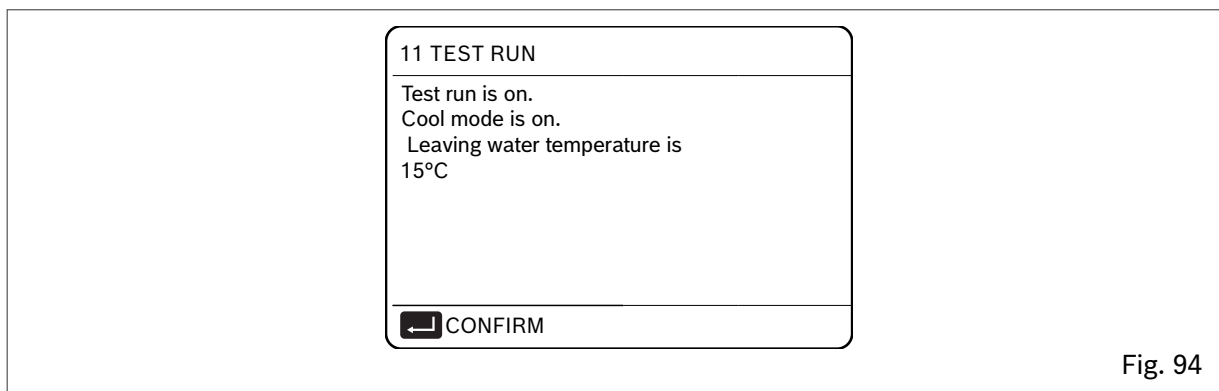 11 TEST RUN
Test run is on.
Cool mode is on.
Leaving water temperature is
15°C
CONFIRM
Fig. 94